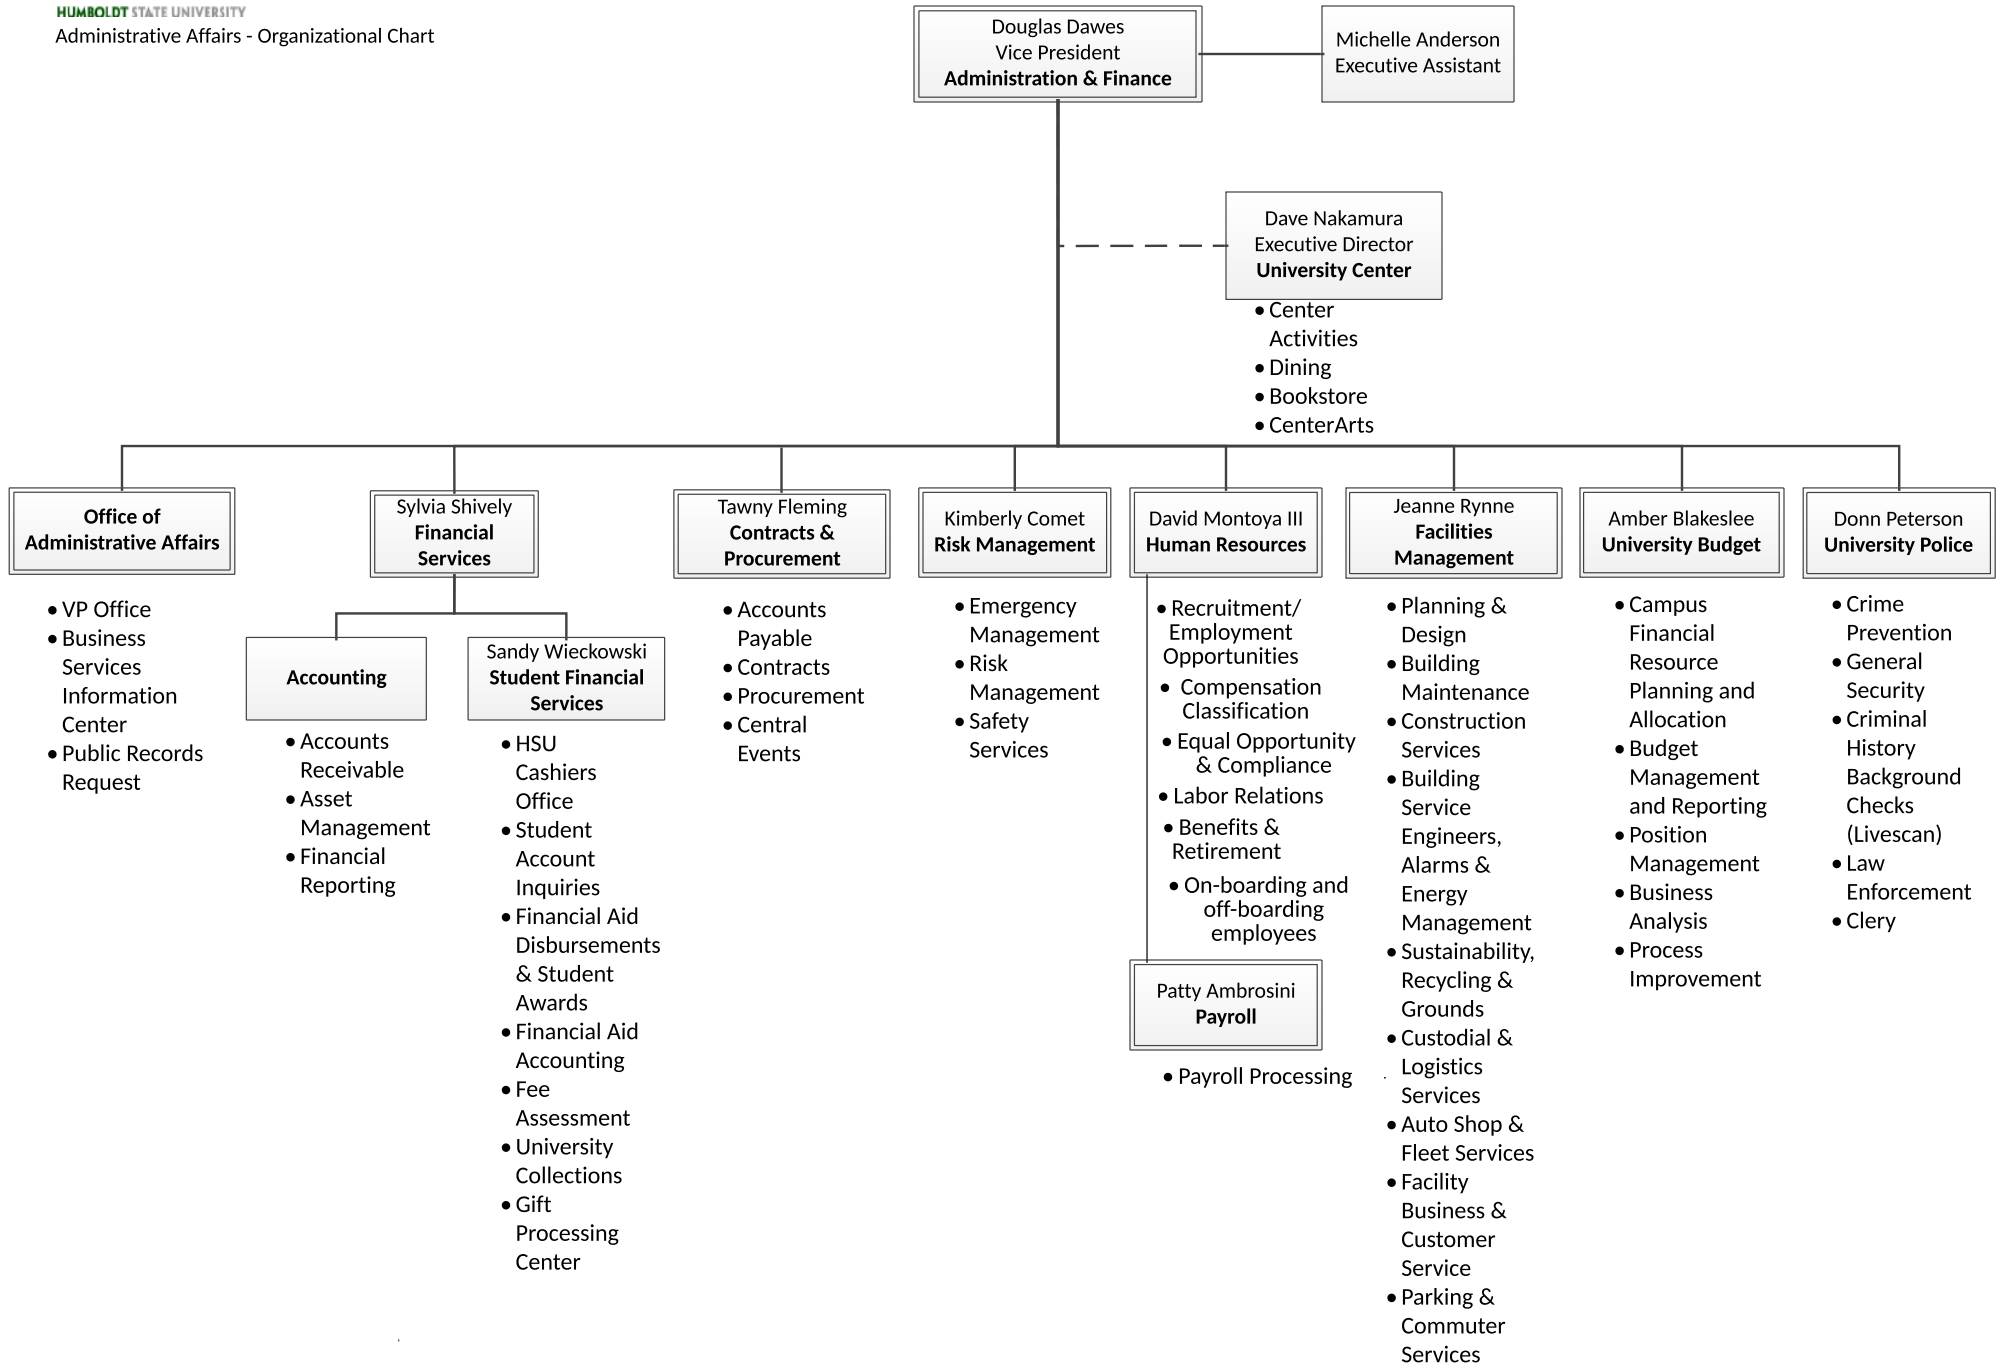 HUMBOLDT STATE UNIVERSITY
Administrative Affairs - Organizational Chart
Douglas Dawes
Vice President
Administration & Finance
Michelle Anderson
Executive Assistant
Dave Nakamura
Executive Director
University Center
• Center
Activities
• Dining
• Bookstore
• CenterArts
Office of
Administrative Affairs
• VP Office
• Business
Services
Information
Center
• Public Records
Request
Sylvia Shively
Financial
Services
Accounting
• Accounts
Receivable
• Asset
Management
• Financial
Reporting
Sandy Wieckowski
Student Financial
Services
• HSU
Cashiers
Office
• Student
Account
Inquiries
• Financial Aid
Disbursements
& Student
Awards
• Financial Aid
Accounting
• Fee
Assessment
• University
Collections
• Gift
Processing
Center
Tawny Fleming
Contracts &
Procurement
• Accounts
Payable
• Contracts
• Procurement
• Central
Events
Kimberly Comet
Risk Management
• Emergency
Management
• Risk
Management
• Safety
Services
David Montoya III
Human Resources
• Recruitment/
Employment
Opportunities
• Compensation
Classification
• Equal Opportunity
& Compliance
• Labor Relations
• Benefits &
Retirement
• On-boarding and
off-boarding
employees
Patty Ambrosini
Payroll
• Payroll Processing
Jeanne Rynne
Facilities
Management
• Planning &
Design
• Building
Maintenance
• Construction
Services
• Building
Service
Engineers,
Alarms &
Energy
Management
• Sustainability,
Recycling &
Grounds
• Custodial &
Logistics
Services
• Auto Shop &
Fleet Services
• Facility
Business &
Customer
Service
• Parking &
Commuter
Services
Amber Blakeslee
University Budget
• Campus
Financial
Resource
Planning and
Allocation
• Budget
Management
and Reporting
• Position
Management
• Business
Analysis
• Process
Improvement
Donn Peterson
University Police
• Crime
Prevention
• General
Security
• Criminal
History
Background
Checks
(Livescan)
• Law
Enforcement
• Clery